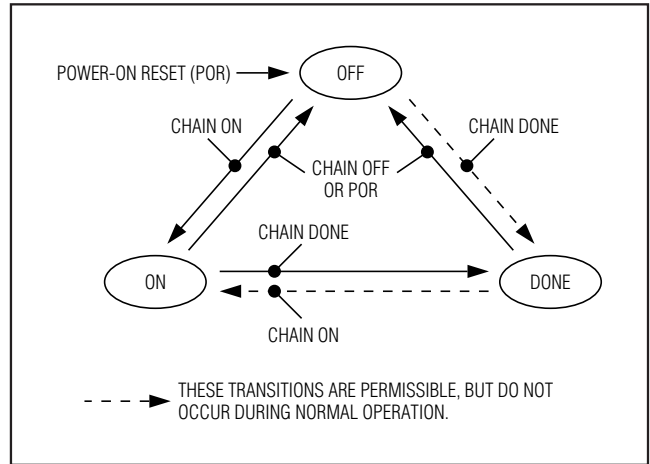 POWER-ON RESET (POR)
OFF
CHAIN ON
CHAIN DONE
CHAIN OFF
OR POR
CHAIN DONE
ON
DONE
CHAIN ON
THESE TRANSITIONS ARE PERMISSIBLE, BUT DO NOT
OCCUR DURING NORMAL OPERATION.